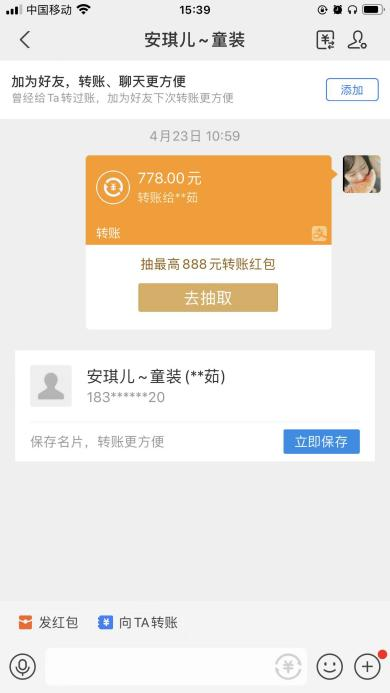 中国移动 15:39
安琪儿~童装
加为好友，转账、聊天更方便
曾经给Ta转过账，加为好友下次转账更方便
添加
4月23日 10:59
778.00元
转账给**茹
转账
抽最高888元转账红包
去抽取
安琪儿~童装(**茹)
183******20
保存名片，转账更方便
立即保存
发红包 向TA转账